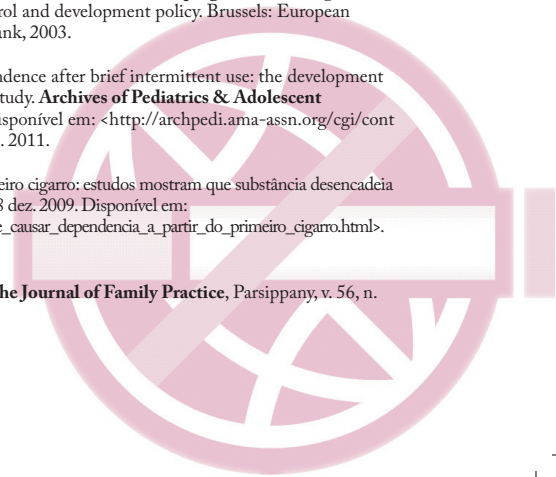 rol and development policy. Brussels: European
ank, 2003.
ndence after brief intermittent use: the development
tudy. Archives of Pediatrics & Adolescent
isponível em: <http://archpedi.ama-assn.org/cgi/cont
. 2011.
eiro cigarro: estudos mostram que substância desencadeia
8 dez. 2009. Disponível em:
e_causar_dependencia_a_partir_do_primeiro_cigarro.html>.
he Journal of Family Practice, Parsippany, v. 56, n.